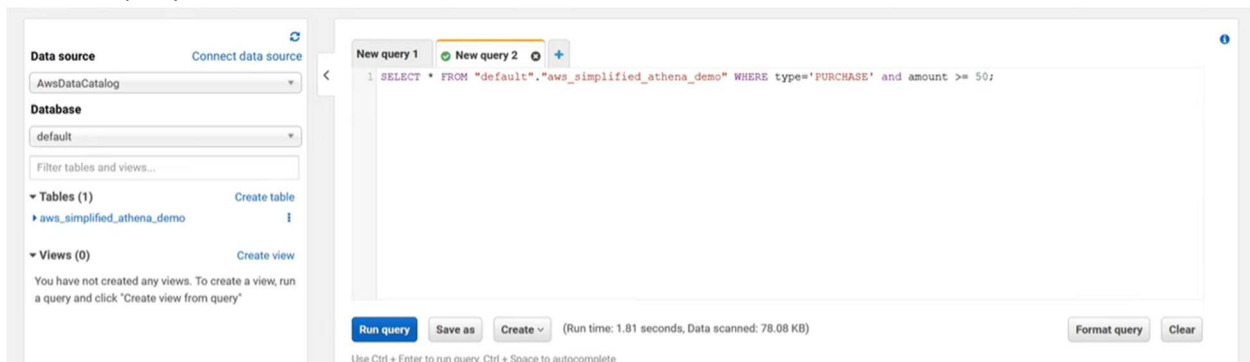 Data source Connect data source
AwsDataCatalog
Database
default
Filter tables and views...
Tables (1) Create table
aws_simplified_athena_demo
Views (0) Create view
You have not created any views. To create a view, run
a query and click "Create view from query"
New query 1 New query 2
1 SELECT * FROM "default"."aws_simplified_athena_demo" WHERE type='PURCHASE' and amount >= 50;
Run query Save as Create (Run time: 1.81 seconds, Data scanned: 78.08 KB) Format query Clear
Use Ctrl + Enter to run query, Ctrl + Space to autocomplete